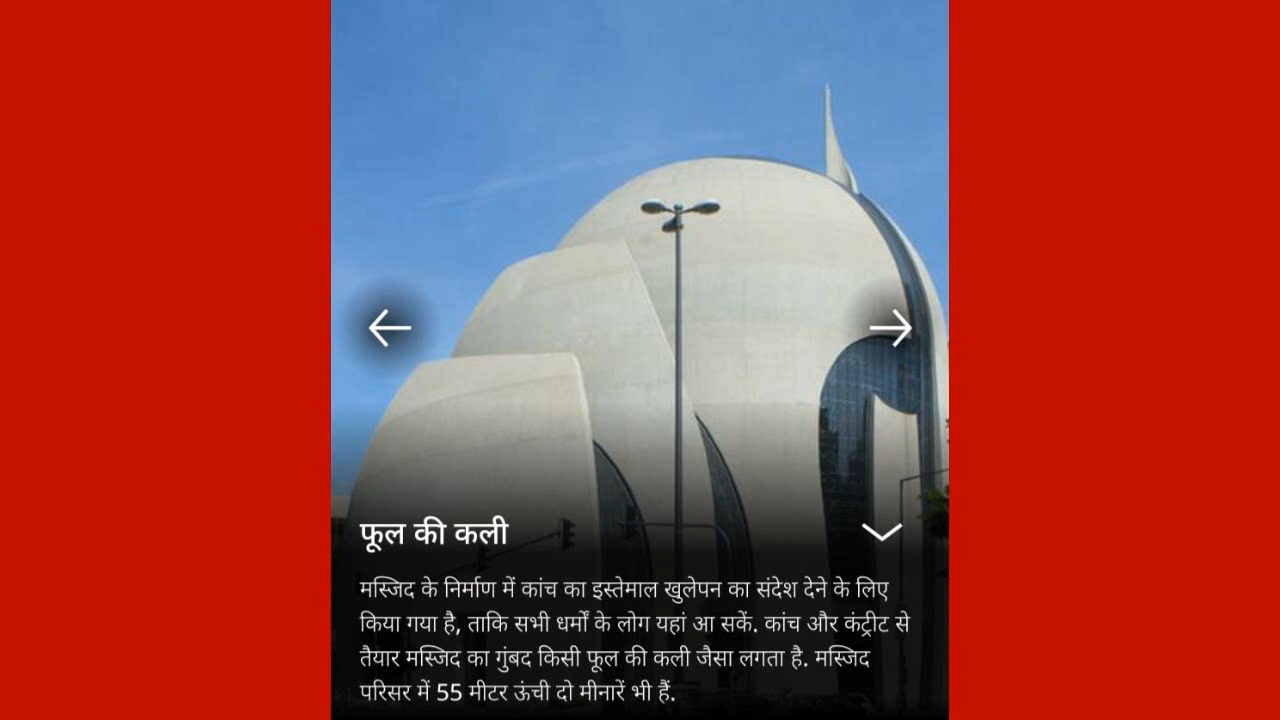 फूल की कली
मस्जिद के निर्माण में कांच का इस्तेमाल खुलेपन का संदेश देने के लिए
किया गया है, ताकि सभी धर्मों के लोग यहां आ सकें. कांच और कंट्रीट से
तैयार मस्जिद का गुंबद किसी फूल की कली जैसा लगता है. मस्जिद
परिसर में 55 मीटर ऊंची दो मीनारें भी हैं.